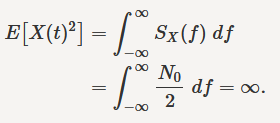 E[X(t)²] = ∫_{-∞}^{∞} S_X(f) df
= ∫_{-∞}^{∞} N₀/2 df = ∞.